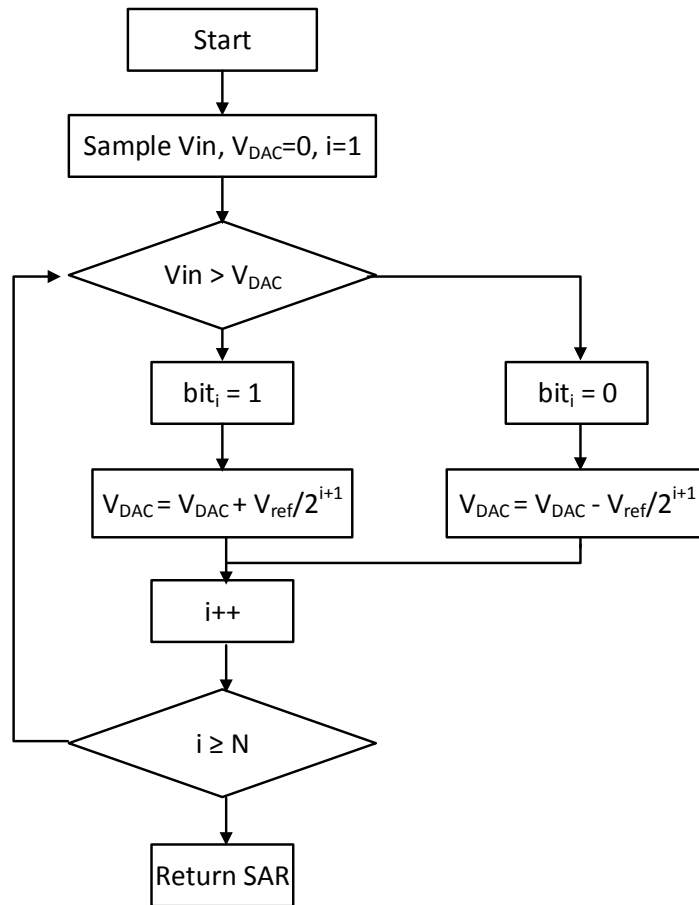 Start
Sample Vin, V_DAC=0, i=1
Vin > V_DAC
bit_i = 1
bit_i = 0
V_DAC = V_DAC + V_ref/2^{i+1}
V_DAC = V_DAC - V_ref/2^{i+1}
i++
i ≥ N
Return SAR